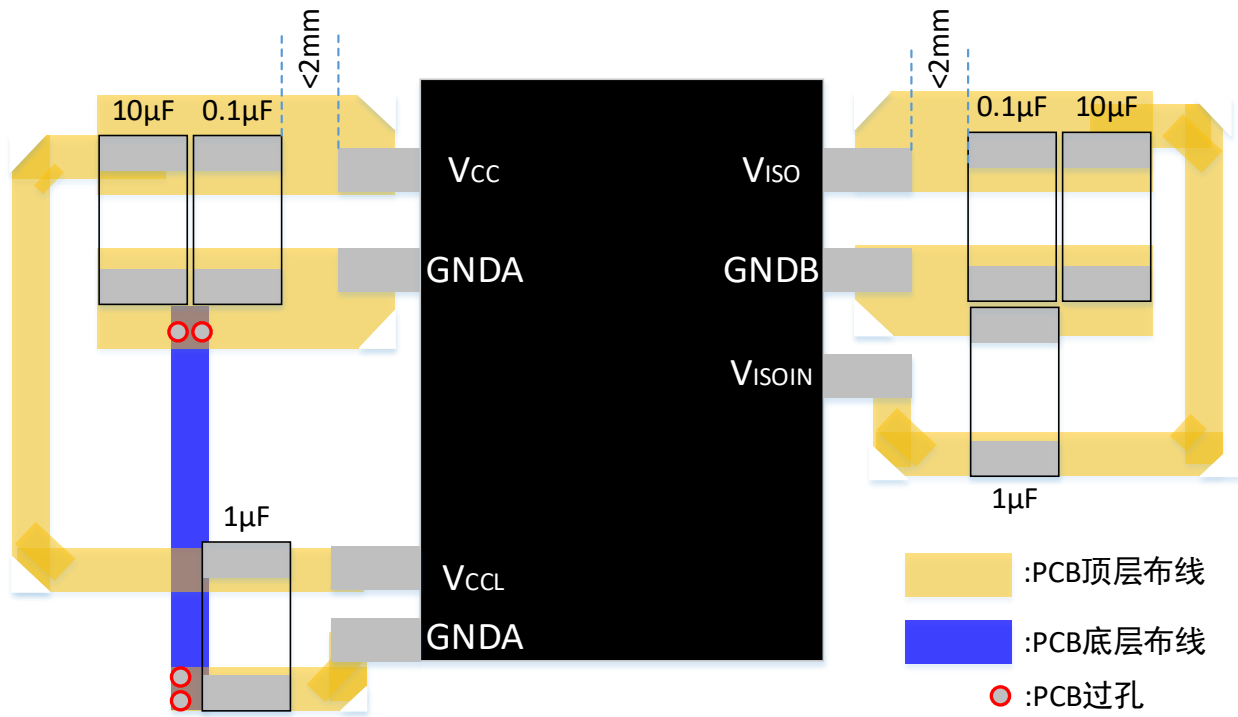 <2mm
<2mm
10μF
0.1μF
0.1μF
10μF
VCC
VISO
GNDA
GNDB
VISOIN
1μF
1μF
VCCL
GNDA
:PCB顶层布线
:PCB底层布线
:PCB过孔